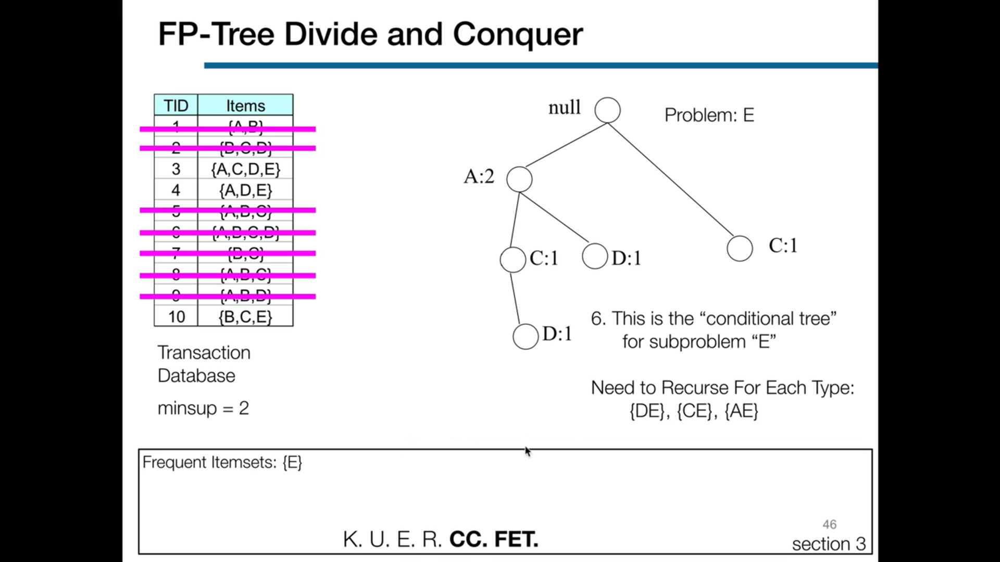 FP-Tree Divide and Conquer
TID Items
1 {A,B}
2 {B,C,D}
3 {A,C,D,E}
4 {A,D,E}
5 {A,B,C}
6 {A,B,C,D}
7 {B,C}
8 {A,B,C}
9 {A,B,D}
10 {B,C,E}
Transaction
Database
minsup = 2
null
Problem: E
A:2
C:1
D:1
C:1
D:1
6. This is the “conditional tree”
for subproblem “E”
Need to Recurse For Each Type:
{DE}, {CE}, {AE}
Frequent Itemsets: {E}
K. U. E. R. CC. FET.
46
section 3